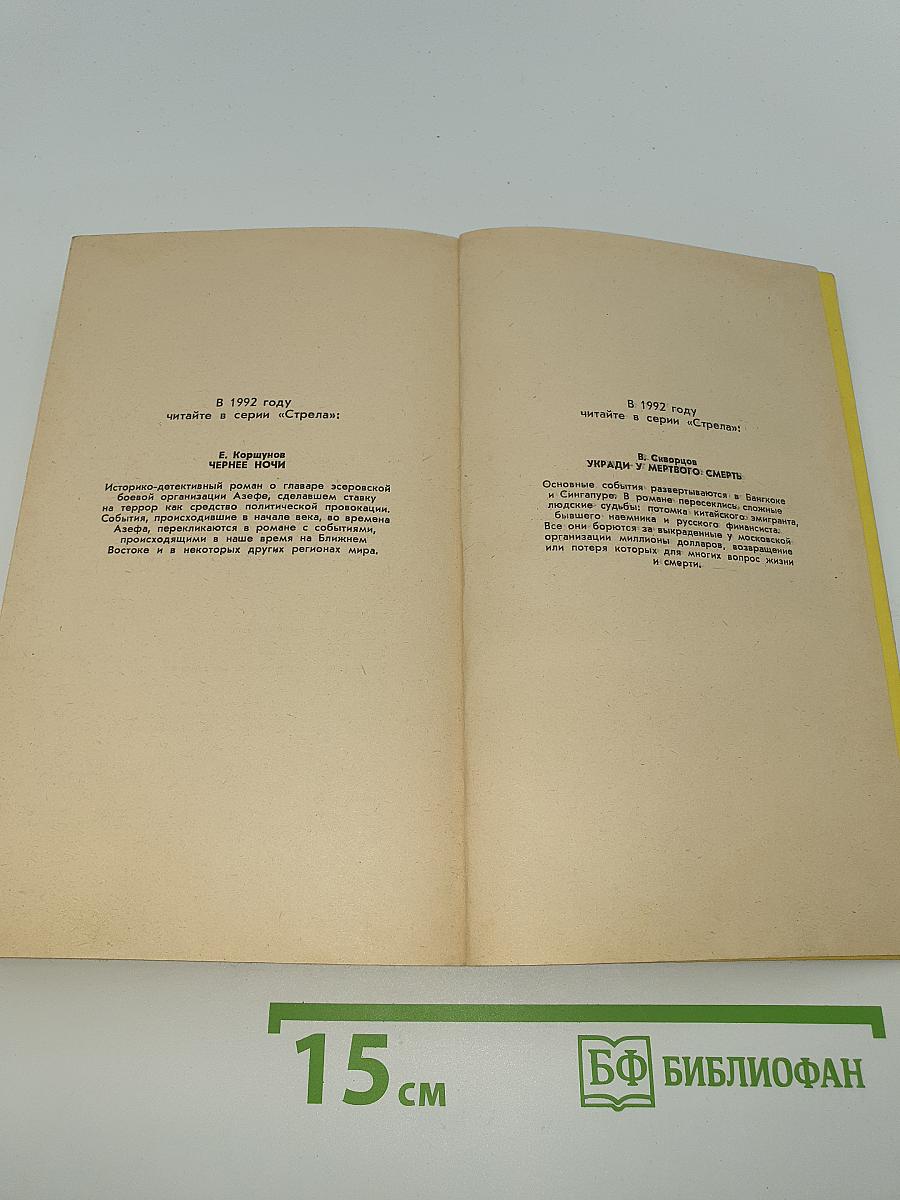 В 1992 году
читайте в серии «Стрела»:
Е. Коршунов
ЧЕРНЕЕ НОЧИ
Историко-детективный роман о главаре эсеровской
боевой организации Азефе, сделавшем ставку
на террор как средство политической провокации.
События, происходившие в начале века, во времена
Азефа, перекликаются в романе с событиями,
происходящими в наше время на Ближнем
Востоке и в некоторых других регионах мира.
В 1992 году
читайте в серии «Стрела»:
В. Скворцов
УКРАДИ У МЕРТВОГО СМЕРТЬ
Основные события развертываются в Бангкоке
и Сингапуре. В романе пересеклись сложные
людские судьбы: потомка китайского эмигранта,
бывшего наемника и русского финансиста.
Все они борются за выкраденные у московской
организации миллионы долларов, возвращение
или потеря которых для многих вопрос жизни
и смерти.
15 см
БФ БИБЛИОФАН